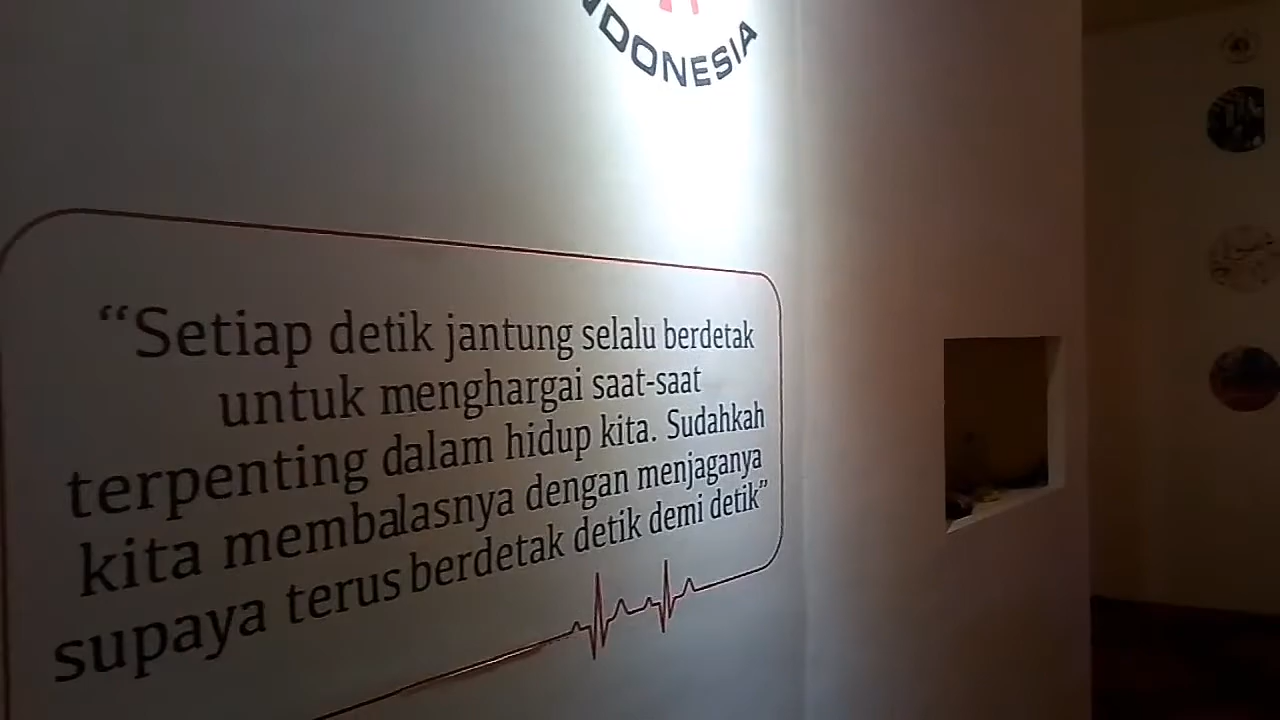 INDONESIA
“Setiap detik jantung selalu berdetak
untuk menghargai saat-saat
terpenting dalam hidup kita. Sudahkah
kita membalasnya dengan menjaganya
supaya terus berdetak detik demi detik”